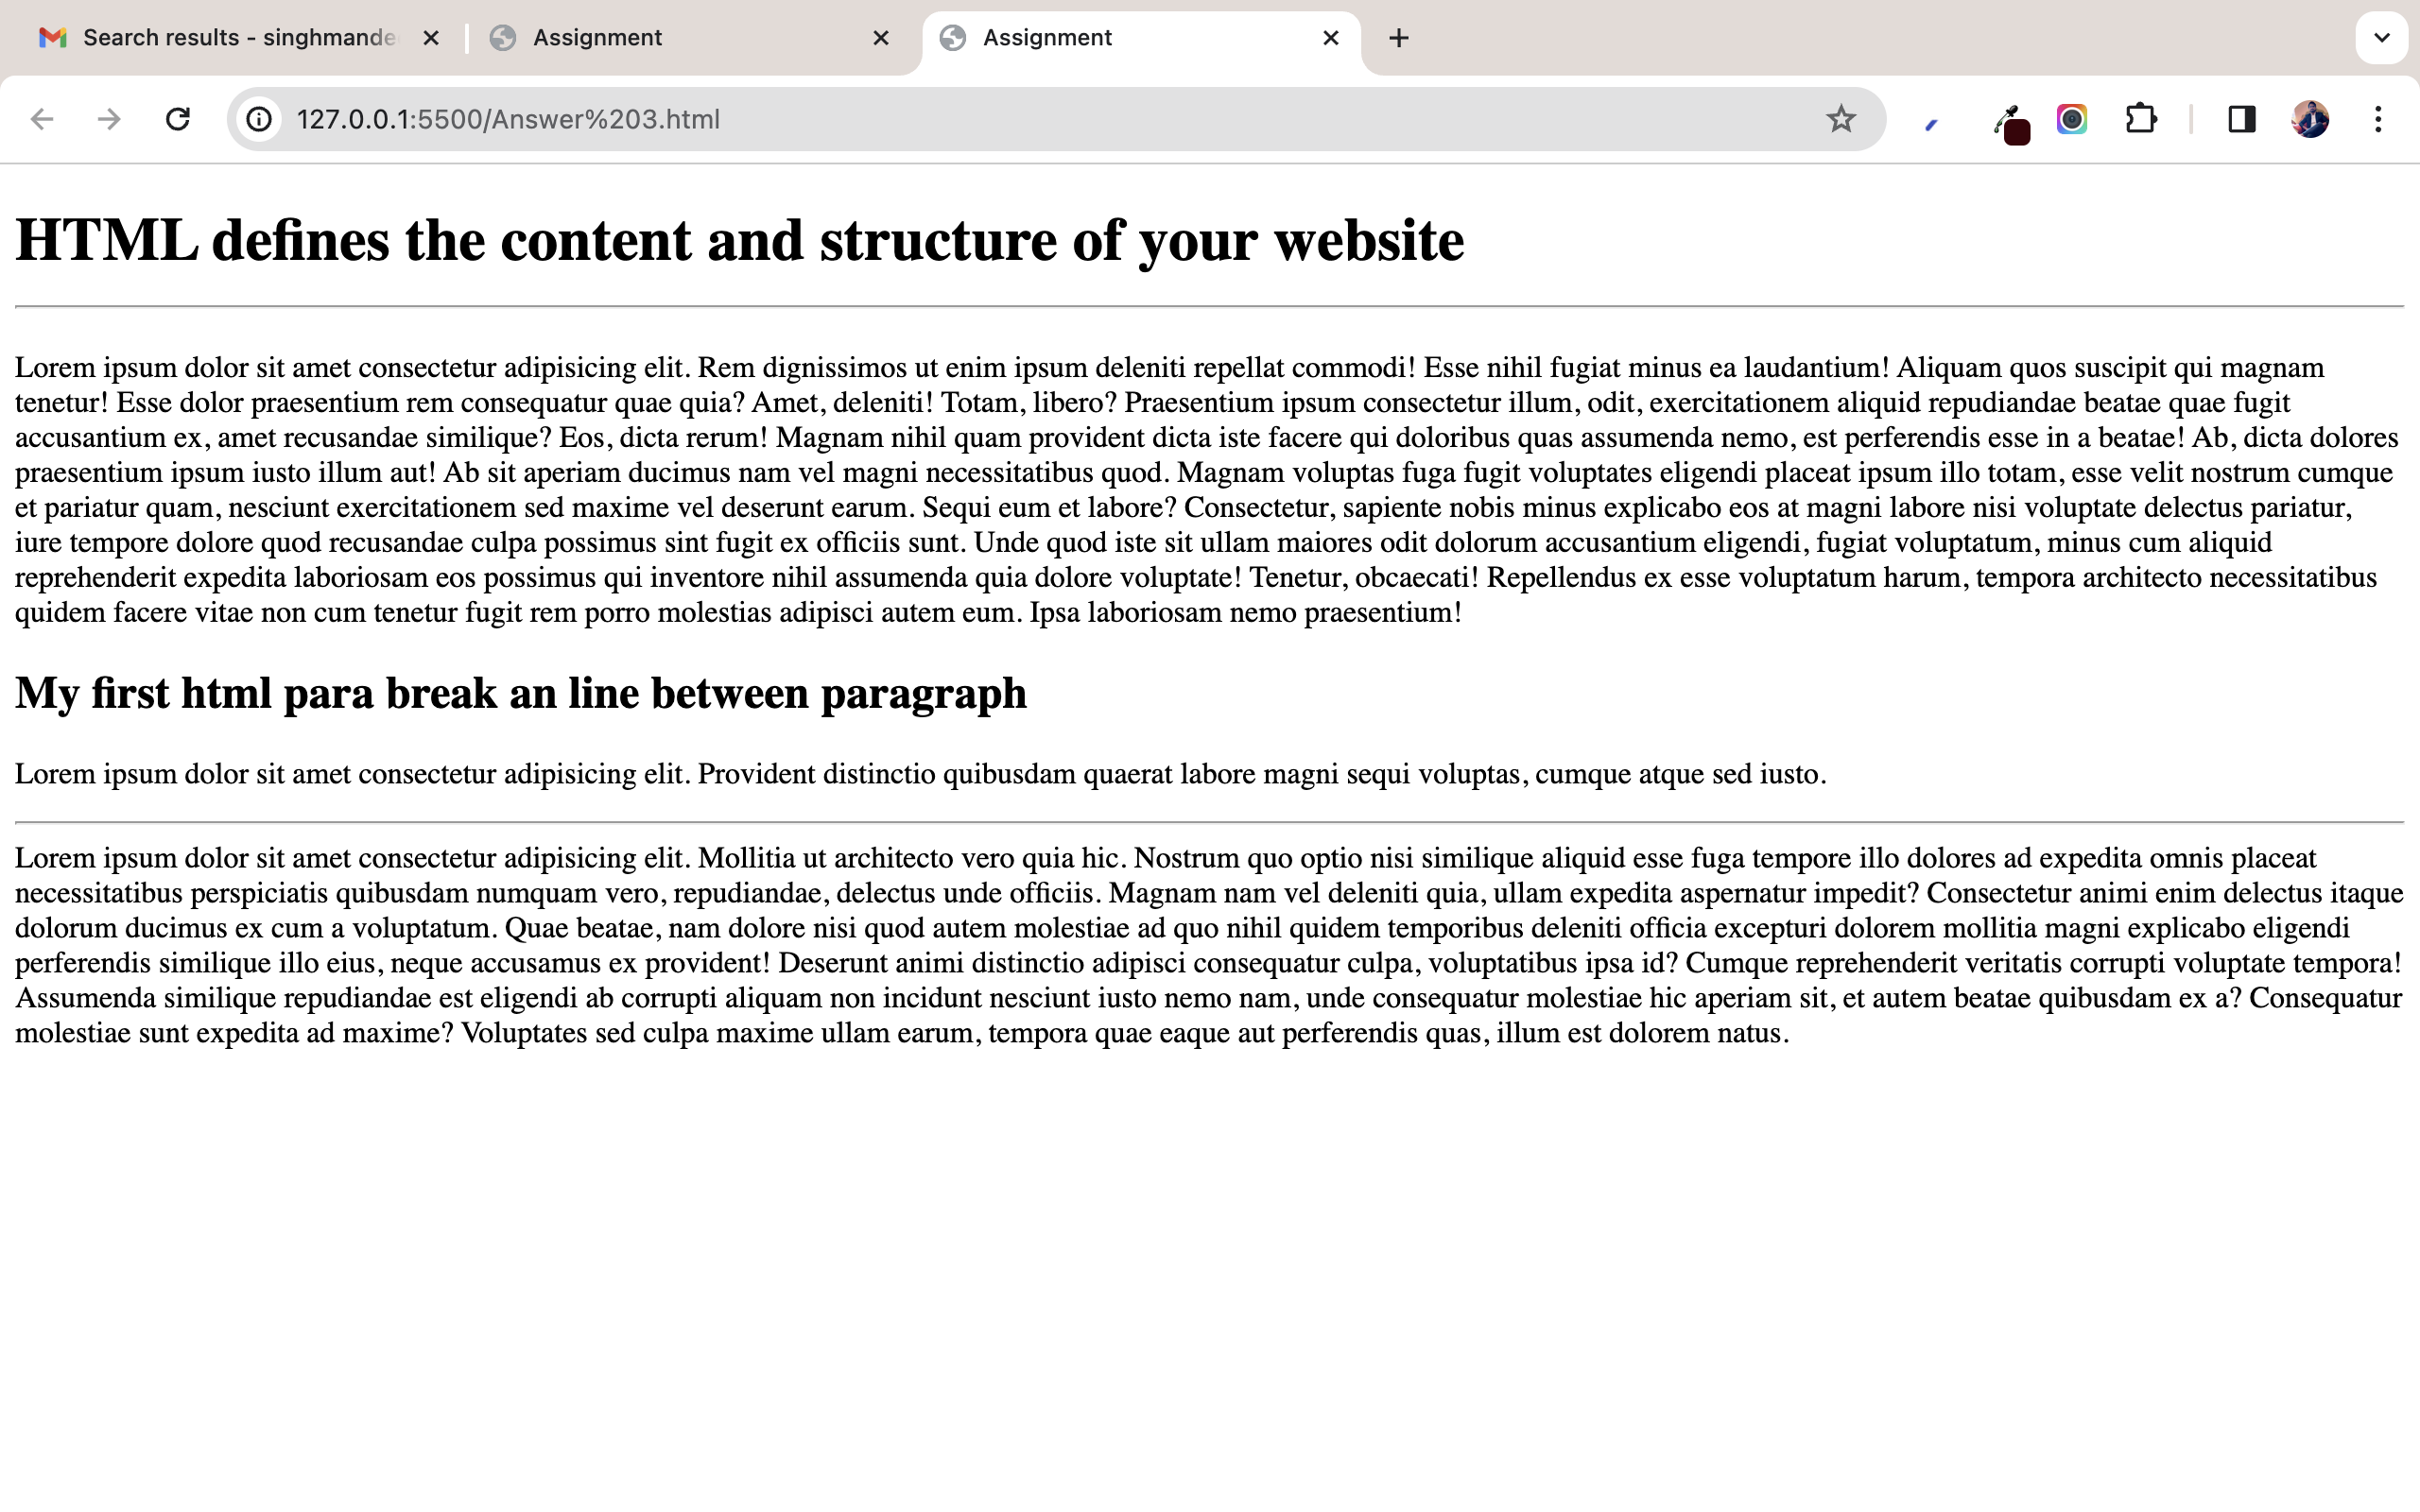 Search results - singhmande
Assignment
Assignment
127.0.0.1:5500/Answer%203.html
HTML defines the content and structure of your website
Lorem ipsum dolor sit amet consectetur adipisicing elit. Rem dignissimos ut enim ipsum deleniti repellat commodi! Esse nihil fugiat minus ea laudantium! Aliquam quos suscipit qui magnam
tenetur! Esse dolor praesentium rem consequatur quae quia? Amet, deleniti! Totam, libero? Praesentium ipsum consectetur illum, odit, exercitationem aliquid repudiandae beatae quae fugit
accusantium ex, amet recusandae similique? Eos, dicta rerum! Magnam nihil quam provident dicta iste facere qui doloribus quas assumenda nemo, est perferendis esse in a beatae! Ab, dicta dolores
praesentium ipsum iusto illum aut! Ab sit aperiam ducimus nam vel magni necessitatibus quod. Magnam voluptas fuga fugit voluptates eligendi placeat ipsum illo totam, esse velit nostrum cumque
et pariatur quam, nesciunt exercitationem sed maxime vel deserunt earum. Sequi eum et labore? Consectetur, sapiente nobis minus explicabo eos at magni labore nisi voluptate delectus pariatur,
iure tempore dolore quod recusandae culpa possimus sint fugit ex officiis sunt. Unde quod iste sit ullam maiores odit dolorum accusantium eligendi, fugiat voluptatum, minus cum aliquid
reprehenderit expedita laboriosam eos possimus qui inventore nihil assumenda quia dolore voluptate! Tenetur, obcaecati! Repellendus ex esse voluptatum harum, tempora architecto necessitatibus
quidem facere vitae non cum tenetur fugit rem porro molestias adipisci autem eum. Ipsa laboriosam nemo praesentium!
My first html para break an line between paragraph
Lorem ipsum dolor sit amet consectetur adipisicing elit. Provident distinctio quibusdam quaerat labore magni sequi voluptas, cumque atque sed iusto.
Lorem ipsum dolor sit amet consectetur adipisicing elit. Mollitia ut architecto vero quia hic. Nostrum quo optio nisi similique aliquid esse fuga tempore illo dolores ad expedita omnis placeat
necessitatibus perspiciatis quibusdam numquam vero, repudiandae, delectus unde officiis. Magnam nam vel deleniti quia, ullam expedita aspernatur impedit? Consectetur animi enim delectus itaque
dolorum ducimus ex cum a voluptatum. Quae beatae, nam dolore nisi quod autem molestiae ad quo nihil quidem temporibus deleniti officia excepturi dolorem mollitia magni explicabo eligendi
perferendis similique illo eius, neque accusamus ex provident! Deserunt animi distinctio adipisci consequatur culpa, voluptatibus ipsa id? Cumque reprehenderit veritatis corrupti voluptate tempora!
Assumenda similique repudiandae est eligendi ab corrupti aliquam non incidunt nesciunt iusto nemo nam, unde consequatur molestiae hic aperiam sit, et autem beatae quibusdam ex a? Consequatur
molestiae sunt expedita ad maxime? Voluptates sed culpa maxime ullam earum, tempora quae eaque aut perferendis quas, illum est dolorem natus.